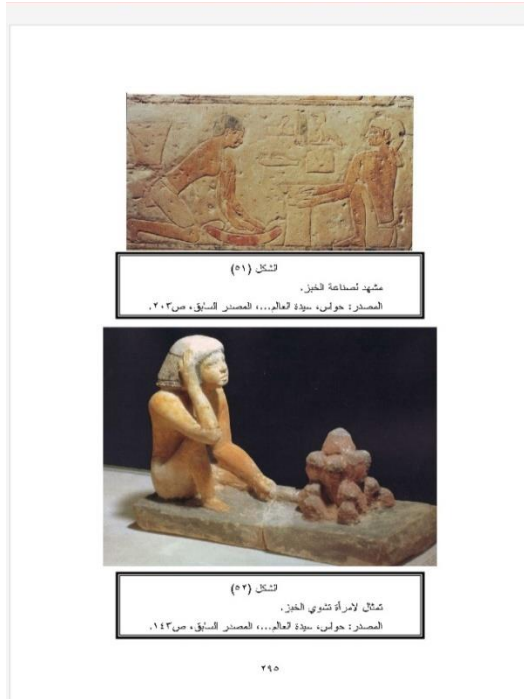 الشكل (٥١)
مشهد لصناعة الخبز.
المصدر: حواس، سيدة العالم...، المصدر السابق، ص٢٠٣.
الشكل (٥٢)
تمثال لامرأة تشوي الخبز.
المصدر: حواس، سيدة العالم...، المصدر السابق، ص١٤٣.
٢٩٥